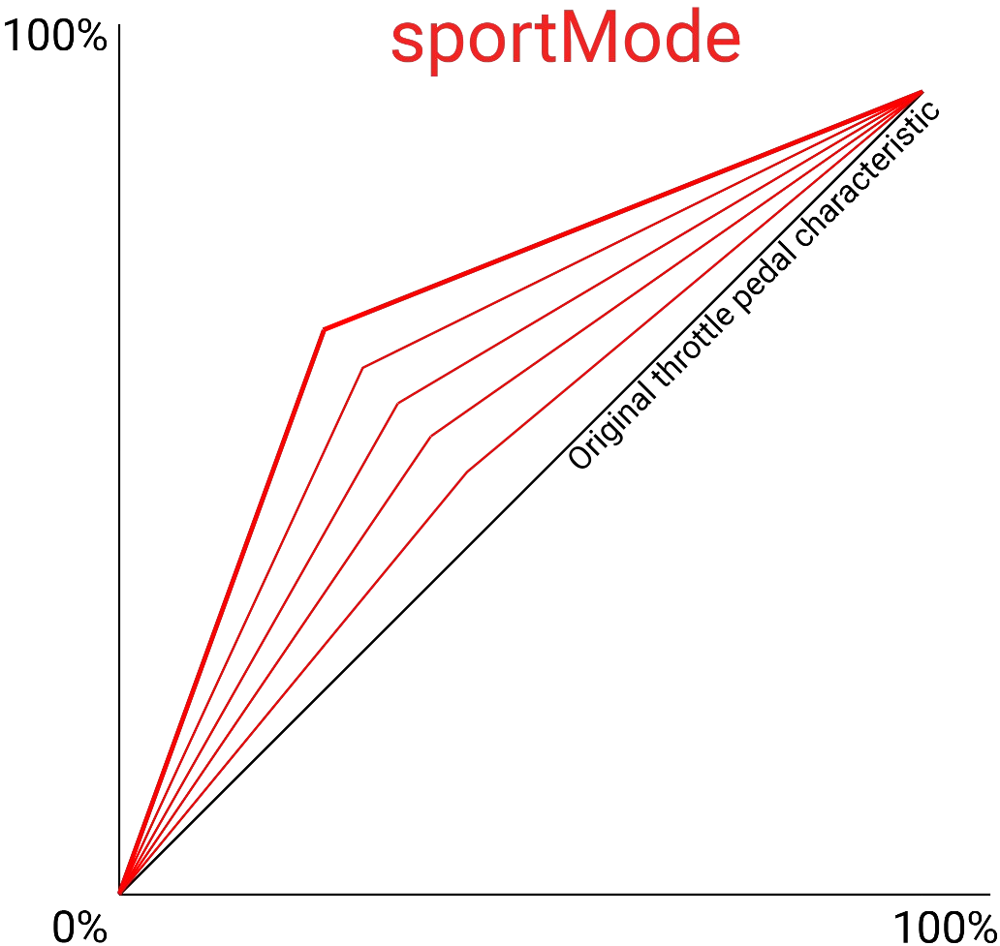 100%
sportMode
Original throttle pedal characteristic
0%
100%